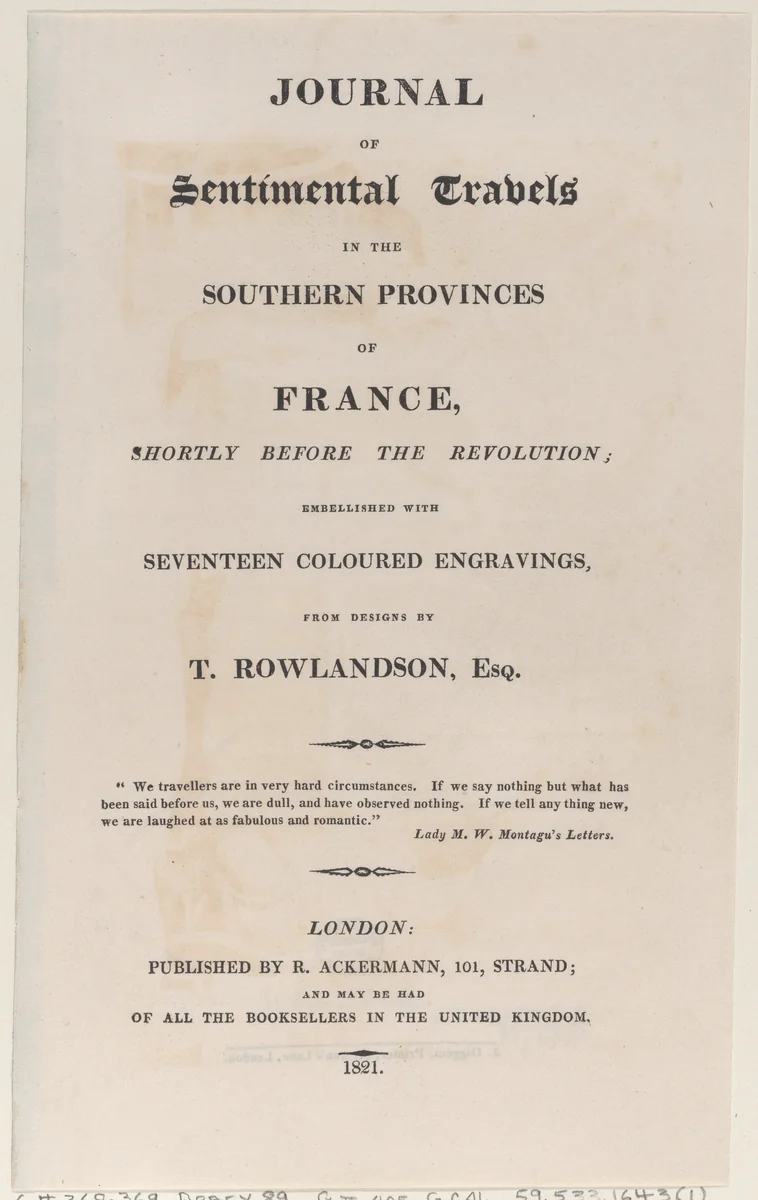 JOURNAL
OF
Sentimental Travels
IN THE
SOUTHERN PROVINCES
OF
FRANCE,
SHORTLY BEFORE THE REVOLUTION;
EMBELLISHED WITH
SEVENTEEN COLOURED ENGRAVINGS,
FROM DESIGNS BY
T. ROWLANDSON, Esq.
“ We travellers are in very hard circumstances. If we say nothing but what has
been said before us, we are dull, and have observed nothing. If we tell any thing new,
we are laughed at as fabulous and romantic.”
Lady M. W. Montagu's Letters.
LONDON:
PUBLISHED BY R. ACKERMANN, 101, STRAND;
AND MAY BE HAD
OF ALL THE BOOKSELLERS IN THE UNITED KINGDOM.
1821.
59.533.1643(1)